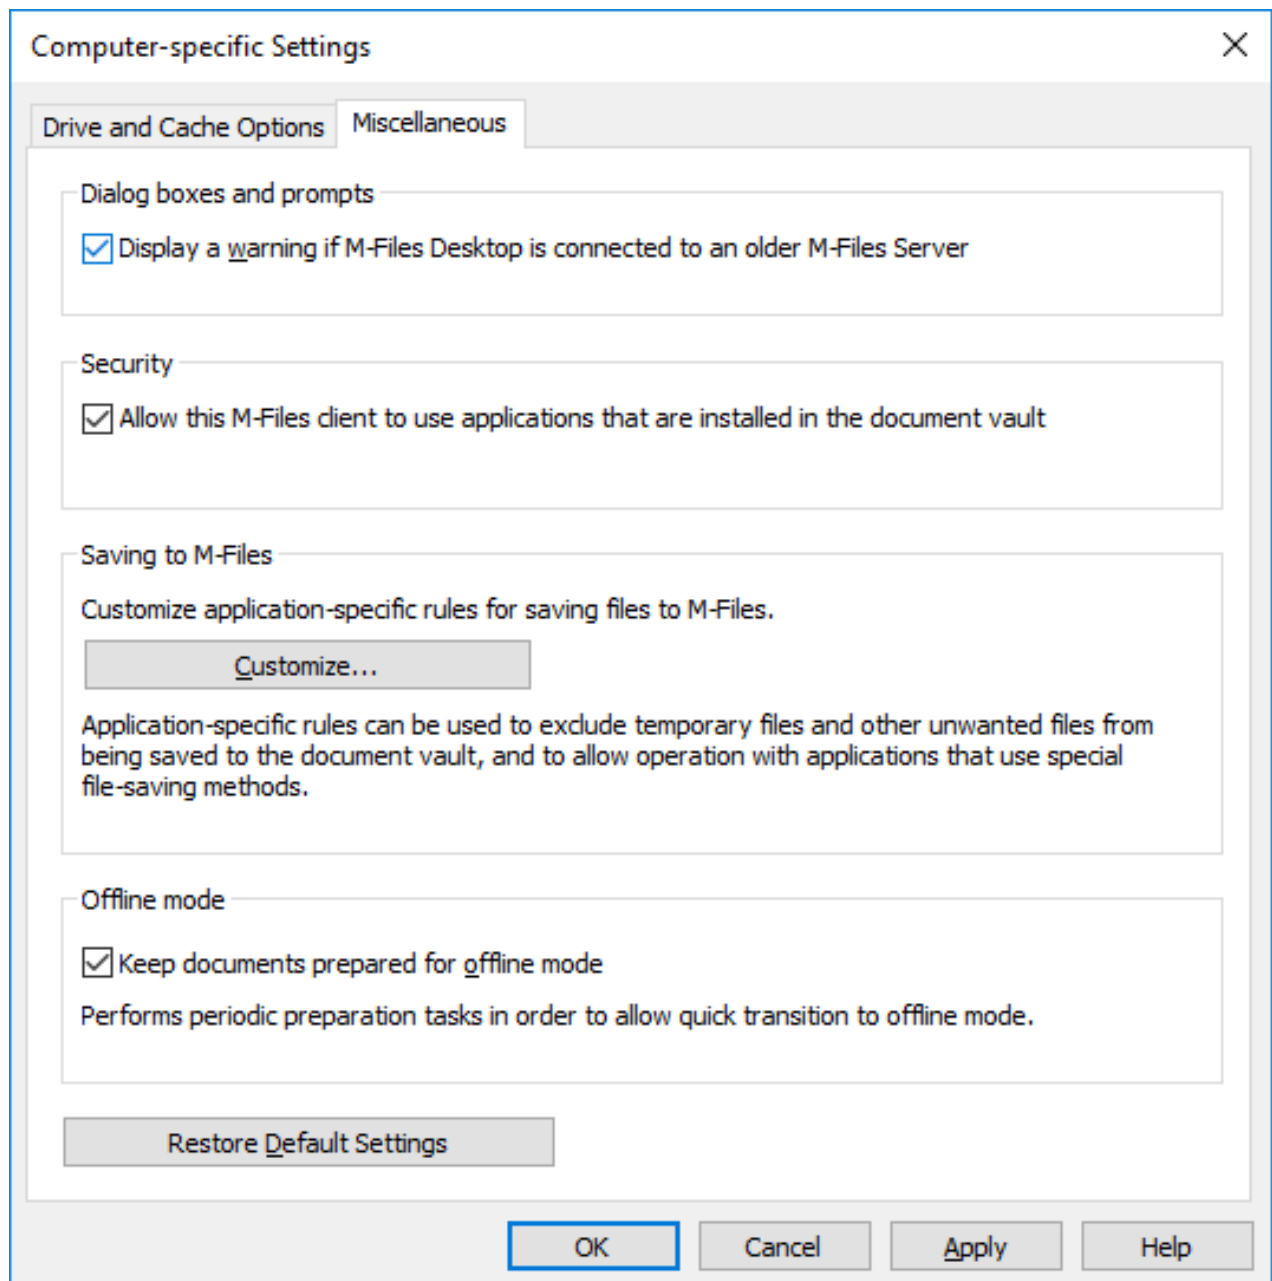 Computer-specific Settings
Drive and Cache Options
Miscellaneous
Dialog boxes and prompts
Display a warning if M-Files Desktop is connected to an older M-Files Server
Security
Allow this M-Files client to use applications that are installed in the document vault
Saving to M-Files
Customize application-specific rules for saving files to M-Files.
Customize...
Application-specific rules can be used to exclude temporary files and other unwanted files from
being saved to the document vault, and to allow operation with applications that use special
file-saving methods.
Offline mode
Keep documents prepared for offline mode
Performs periodic preparation tasks in order to allow quick transition to offline mode.
Restore Default Settings
OK
Cancel
Apply
Help